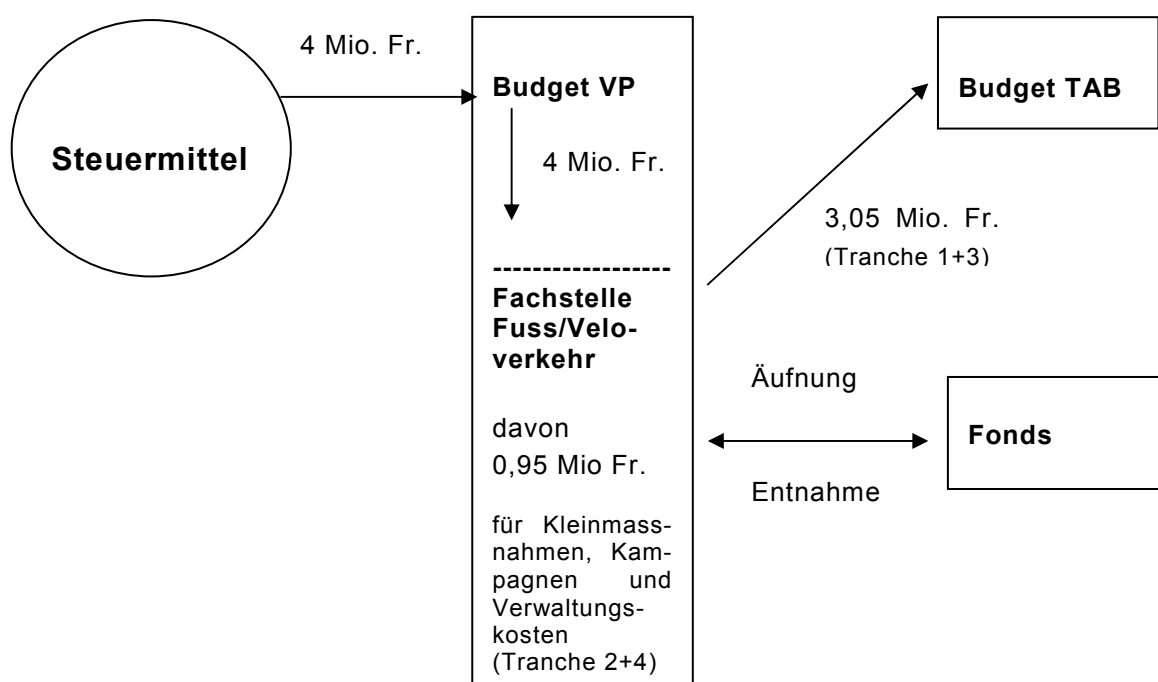 Steuermittel
4 Mio. Fr.
Budget VP
4 Mio. Fr.
-------------------
Fachstelle
Fuss/Velo-
verkehr
davon
0,95 Mio Fr.
für Kleinmass-
nahmen, Kam-
pagnen und
Verwaltungs-
kosten
(Tranche 2+4)
Budget TAB
3,05 Mio. Fr.
(Tranche 1+3)
Äufnung
Entnahme
Fonds